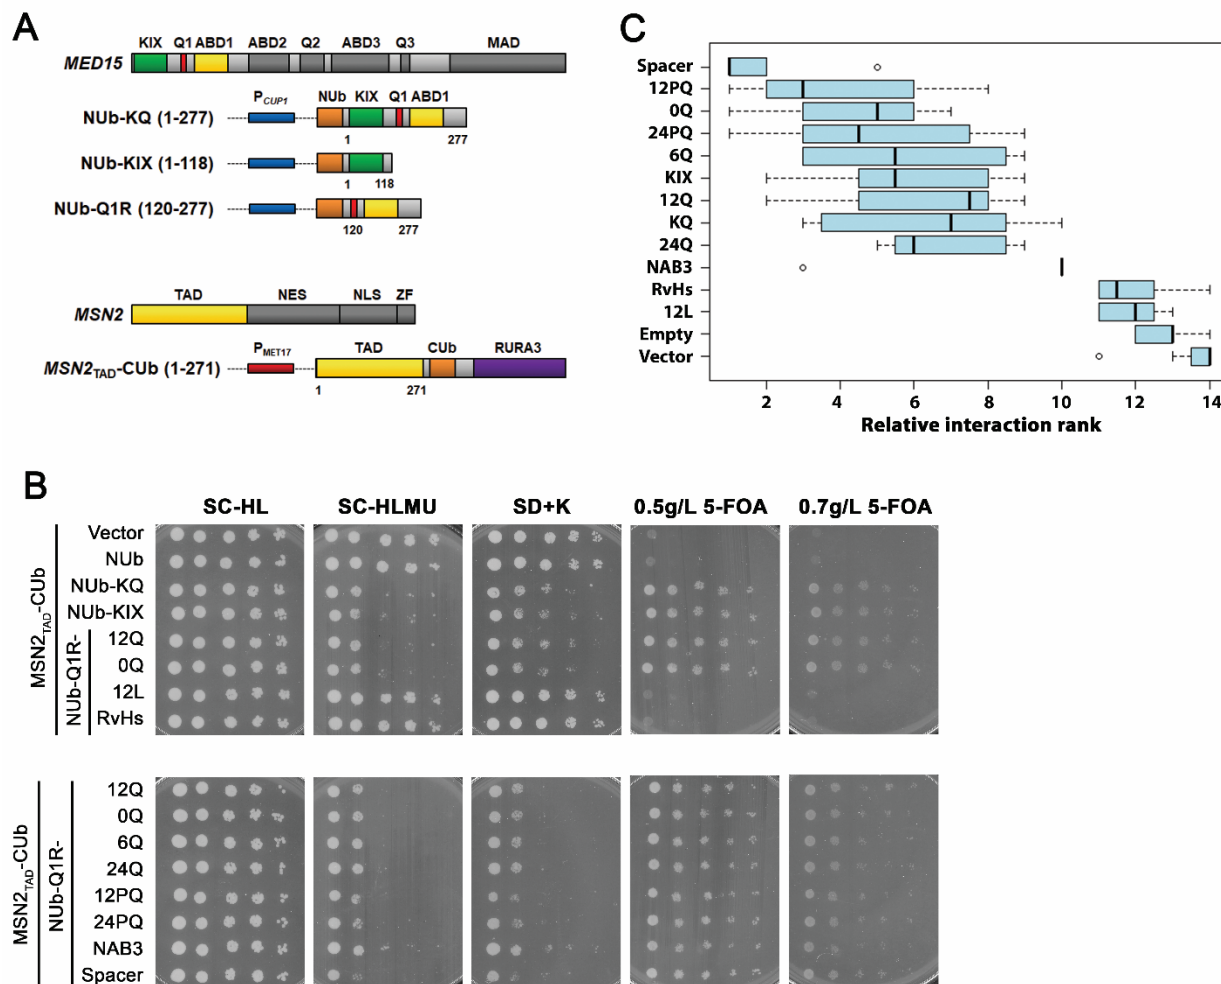 A
KIX Q1 ABD1 ABD2 Q2 ABD3 Q3 MAD
MED15
PCUP1 NUb KIX Q1 ABD1
NUb-KQ (1-277)
1 277
NUb-KIX (1-118)
1 118
NUb-Q1R (120-277)
120 277
TAD NES NLS ZF
MSN2
PMET17 TAD CUb RURA3
MSN2TAD-CUb (1-271)
1 271
C
Spacer
12PQ
0Q
24PQ
6Q
KIX
12Q
KQ
24Q
NAB3
RvHs
12L
Empty
Vector
2 4 6 8 10 12 14
Relative interaction rank
B
SC-HL SC-HLMU SD+K 0.5g/L 5-FOA 0.7g/L 5-FOA
MSN2TAD-CUb
Vector
NUb
NUb-KQ
NUb-KIX
NUb-Q1R-
12Q
0Q
12L
RvHs
MSN2TAD-CUb
NUb-Q1R-
12Q
0Q
6Q
24Q
12PQ
24PQ
NAB3
Spacer